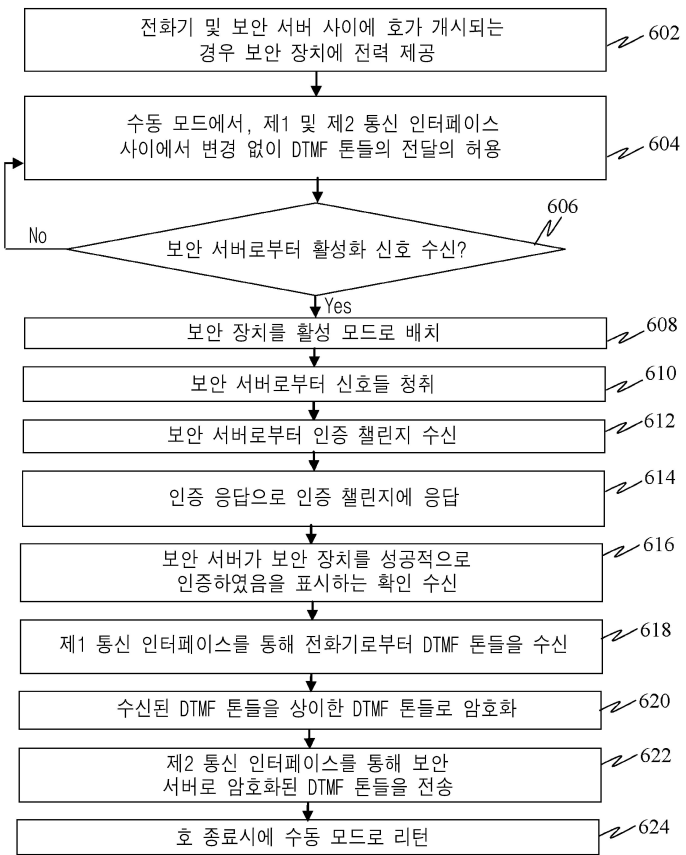 전화기 및 보안 서버 사이에 호가 개시되는
경우 보안 장치에 전력 제공
602
수동 모드에서, 제1 및 제2 통신 인터페이스
사이에서 변경 없이 DTMF 톤들의 전달의 허용
604
606
No
보안 서버로부터 활성화 신호 수신?
Yes
보안 장치를 활성 모드로 배치
608
보안 서버로부터 신호들 청취
610
보안 서버로부터 인증 챌린지 수신
612
인증 응답으로 인증 챌린지에 응답
614
보안 서버가 보안 장치를 성공적으로
인증하였음을 표시하는 확인 수신
616
제1 통신 인터페이스를 통해 전화기로부터 DTMF 톤들을 수신
618
수신된 DTMF 톤들을 상이한 DTMF 톤들로 암호화
620
제2 통신 인터페이스를 통해 보안
서버로 암호화된 DTMF 톤들을 전송
622
호 종료시에 수동 모드로 리턴
624